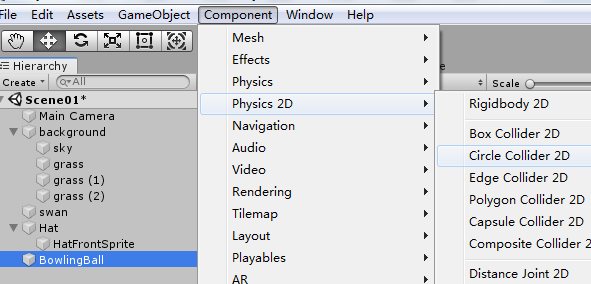 File Edit Assets GameObject Component Window Help
Hierarchy
Create All
Scene01*
Main Camera
background
sky
grass
grass (1)
grass (2)
swan
Hat
HatFrontSprite
BowlingBall
Mesh
Effects
Physics
Physics 2D
Navigation
Audio
Video
Rendering
Tilemap
Layout
Playables
AR
Scale
Rigidbody 2D
Box Collider 2D
Circle Collider 2D
Edge Collider 2D
Polygon Collider 2D
Capsule Collider 2D
Composite Collider 2
Distance Joint 2D